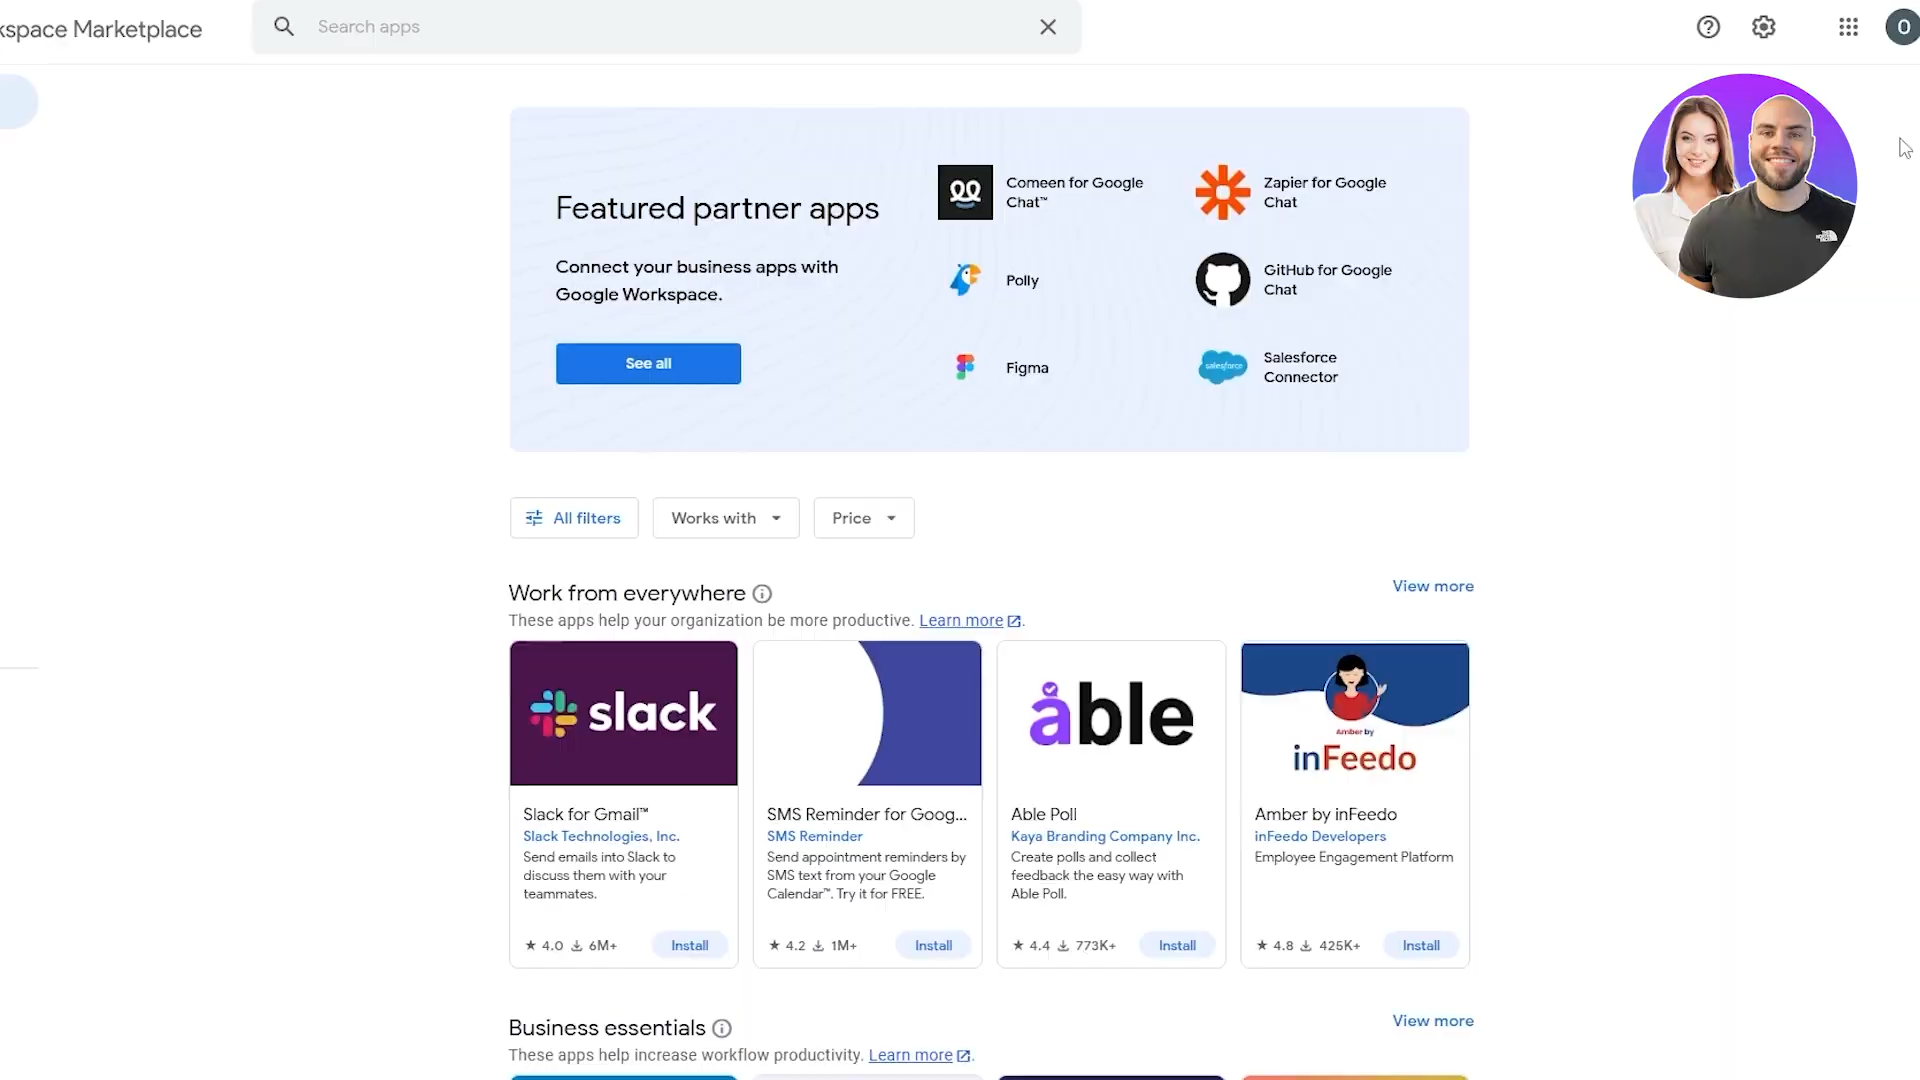 kspace Marketplace
Search apps
O
Featured partner apps
Connect your business apps with
Google Workspace.
See all
Comeen for Google
Chat™
Zapier for Google
Chat
Polly
GitHub for Google
Chat
Figma
salesforce
Salesforce
Connector
All filters
Works with
Price
Work from everywhere
View more
These apps help your organization be more productive. Learn more.
slack
able
Amber by
inFeedo
Slack for Gmail™
Slack Technologies, Inc.
Send emails into Slack to
discuss them with your
teammates.
★ 4.0 6M+ Install
SMS Reminder for Goog...
SMS Reminder
Send appointment reminders by
SMS text from your Google
Calendar™. Try it for FREE.
★ 4.2 1M+ Install
Able Poll
Kaya Branding Company Inc.
Create polls and collect
feedback the easy way with
Able Poll.
★ 4.4 773K+ Install
Amber by inFeedo
inFeedo Developers
Employee Engagement Platform
★ 4.8 425K+ Install
Business essentials
View more
These apps help increase workflow productivity. Learn more.